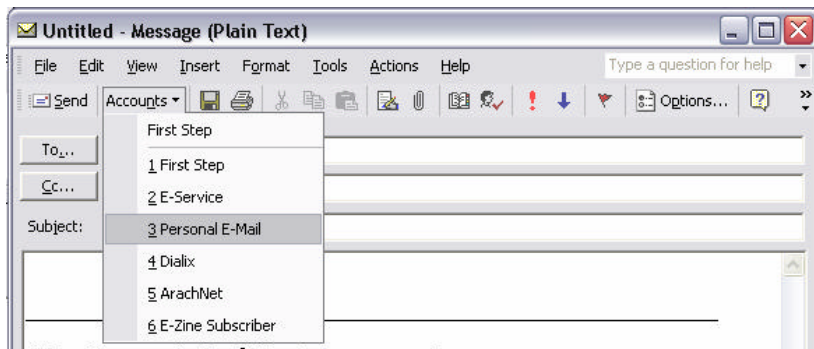 Untitled - Message (Plain Text)
File Edit View Insert Format Tools Actions Help Type a question for help
Send Accounts Options...
First Step
To...
1 First Step
Cc...
2 E-Service
Subject:
3 Personal E-Mail
4 Dialix
5 ArachNet
6 E-Zine Subscriber